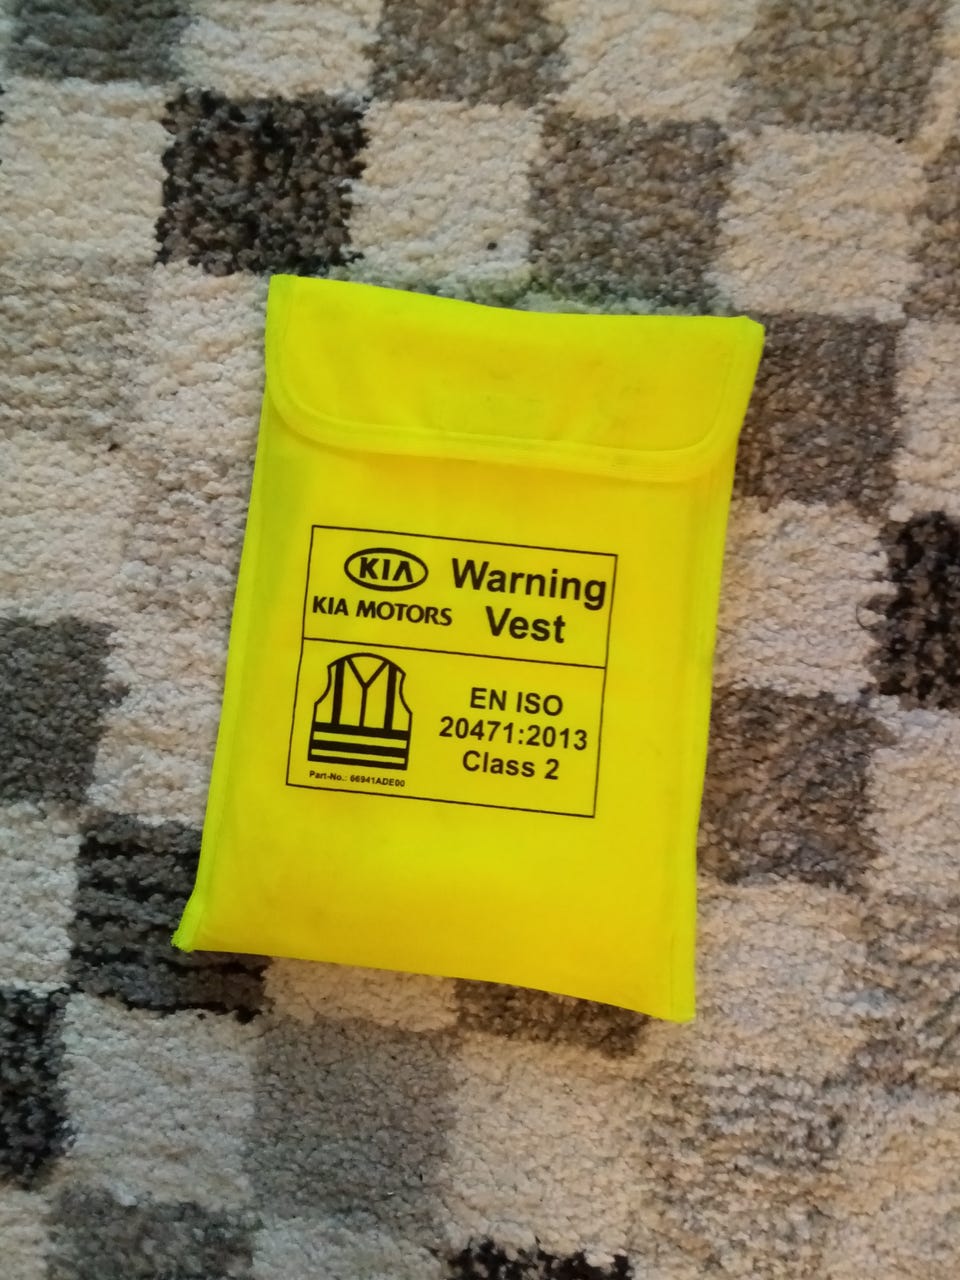 KIA
KIA MOTORS
Warning
Vest
EN ISO
20471:2013
Class 2
Part-No.: 66941ADE00